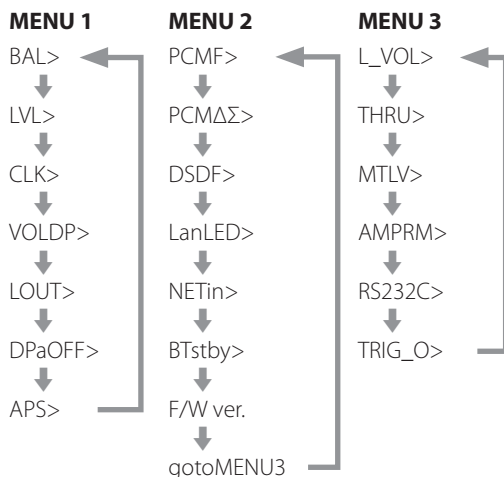 MENU 1
BAL>
LVL>
CLK>
VOLDP>
LOUT>
DPaOFF>
APS>
MENU 2
PCMF>
PCMΔΣ>
DSDF>
LanLED>
NETin>
BTstby>
F/W ver.
gotoMENU3
MENU 3
L_VOL>
THRU>
MTLV>
AMPRM>
RS232C>
TRIG_O>